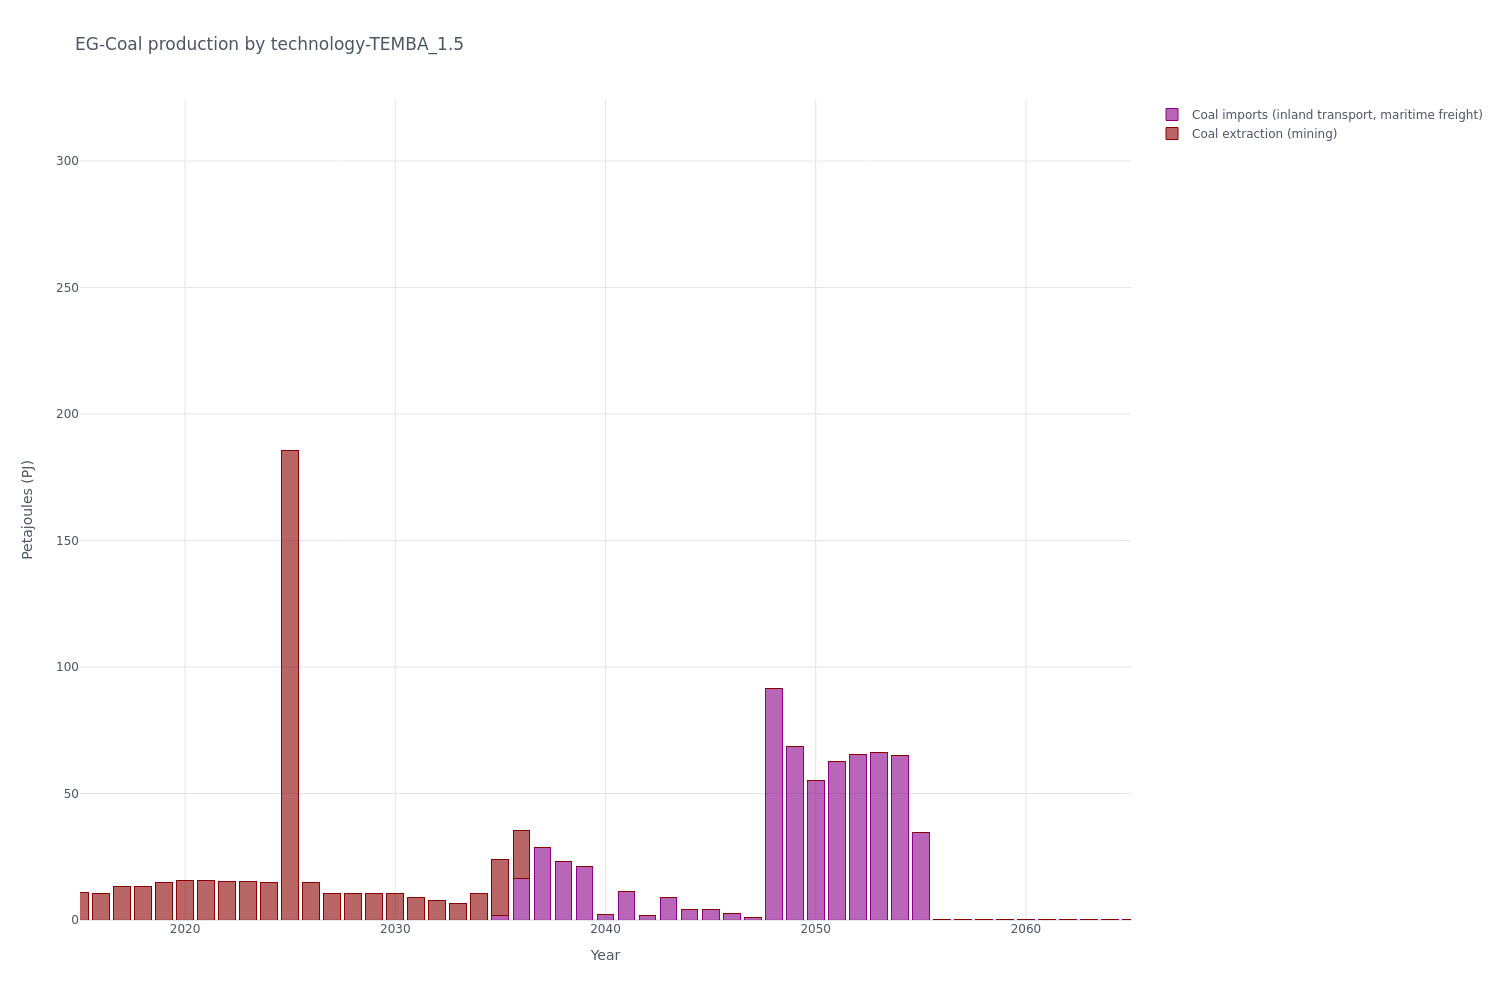 EG-Coal production by technology-TEMBA_1.5
Coal imports (inland transport, maritime freight)
Coal extraction (mining)
300
250
200
150
100
50
0
Petajoules (PJ)
2020
2030
2040
2050
2060
Year